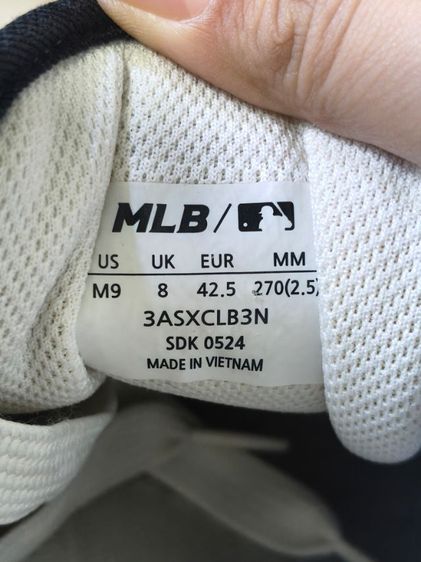 MLB/
US UK EUR MM
M9 8 42.5 270(2.5)
3ASXCLB3N
SDK 0524
MADE IN VIETNAM